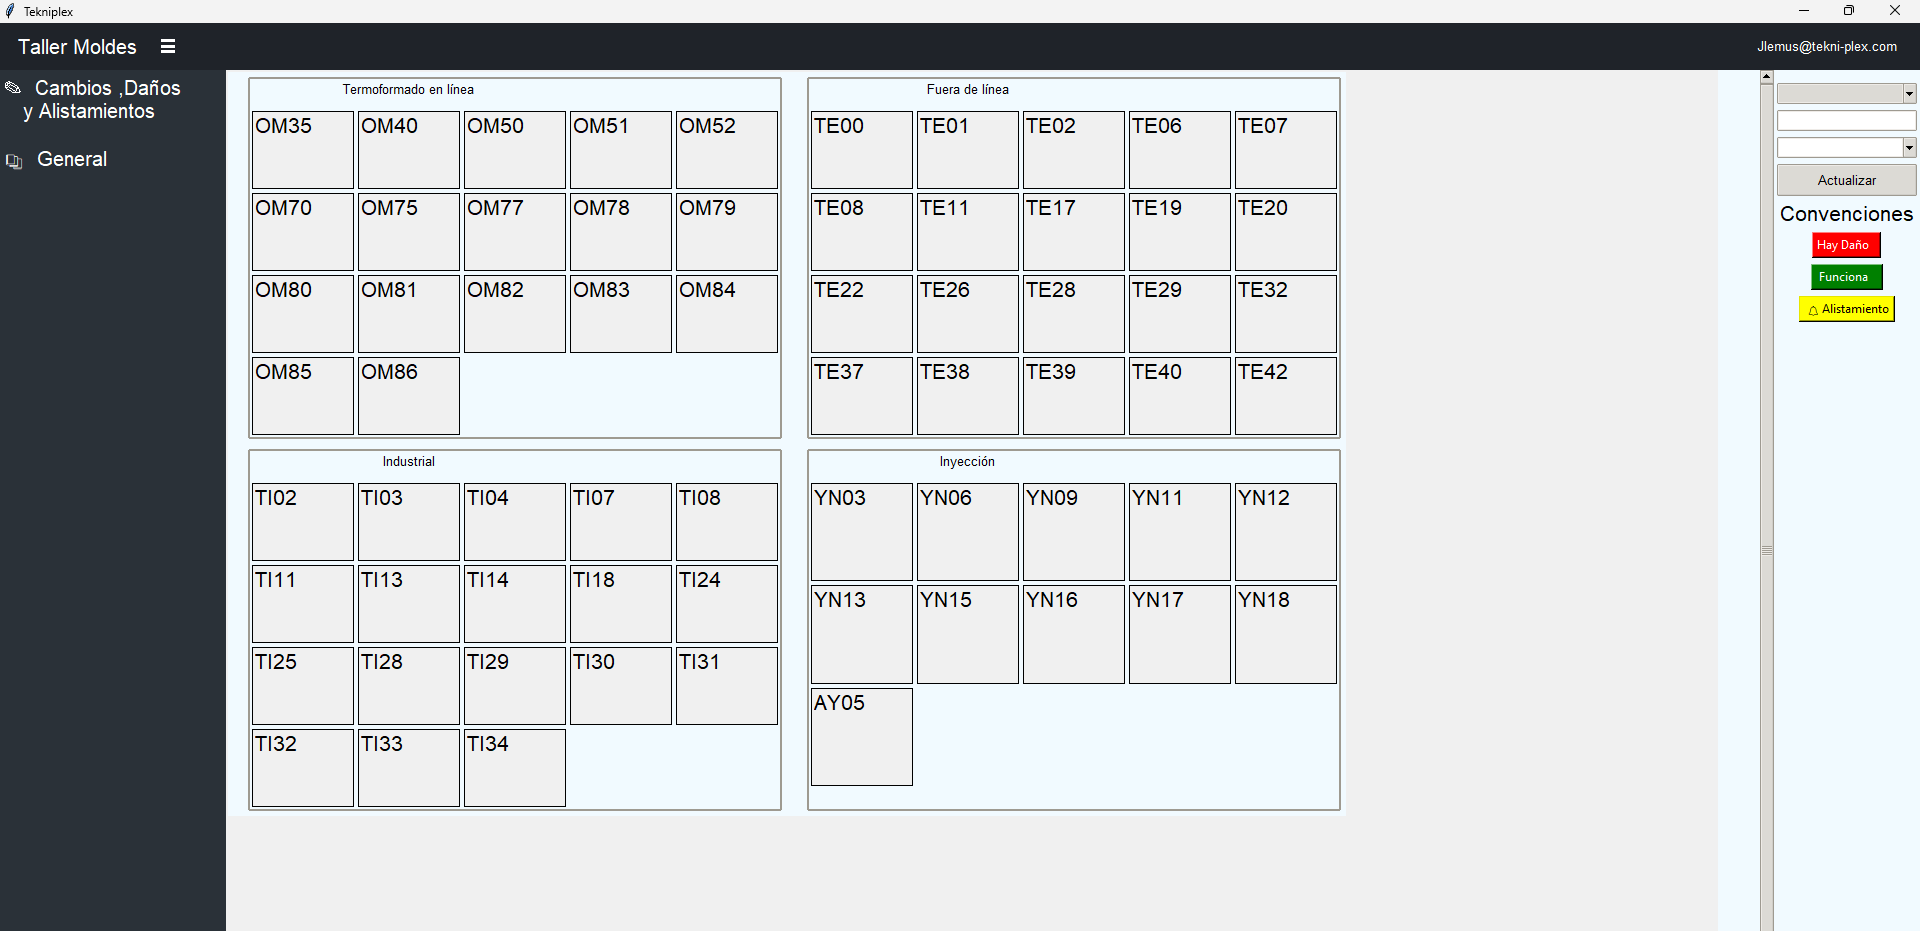 Tekniplex
Taller Moldes ☰
Jlemus@tekni-plex.com
Cambios ,Daños
y Alistamientos
General
Termoformado en línea
OM35 OM40 OM50 OM51 OM52
OM70 OM75 OM77 OM78 OM79
OM80 OM81 OM82 OM83 OM84
OM85 OM86
Fuera de línea
TE00 TE01 TE02 TE06 TE07
TE08 TE11 TE17 TE19 TE20
TE22 TE26 TE28 TE29 TE32
TE37 TE38 TE39 TE40 TE42
Industrial
TI02 TI03 TI04 TI07 TI08
TI11 TI13 TI14 TI18 TI24
TI25 TI28 TI29 TI30 TI31
TI32 TI33 TI34
Inyección
YN03 YN06 YN09 YN11 YN12
YN13 YN15 YN16 YN17 YN18
AY05
Actualizar
Convenciones
Hay Daño
Funciona
Alistamiento